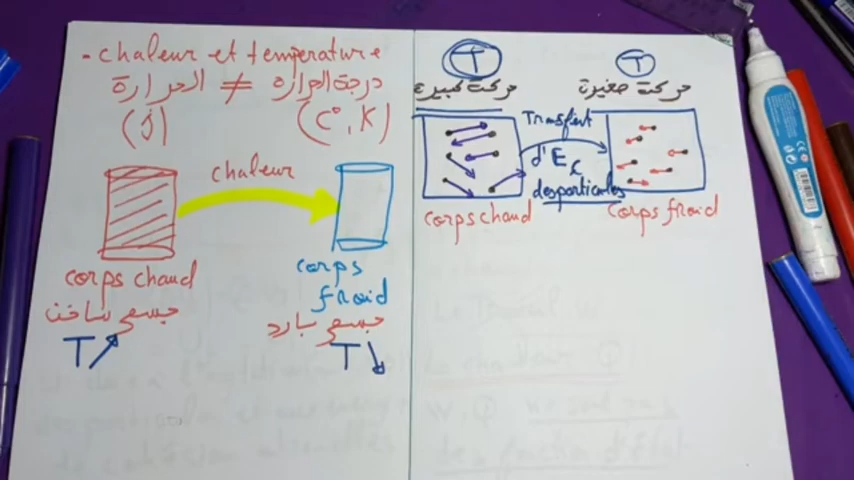 - chaleur et température
الحرارة ≠ درجة الحرارة
(J) (C°, K)
chaleur
corps chaud
جسم ساخن
T↗
corps
froid
جسم بارد
T↘
T
حركة كبيرة
T
حركة صغيرة
Transfert
d'Ec
des particules
corps chaud
corps froid